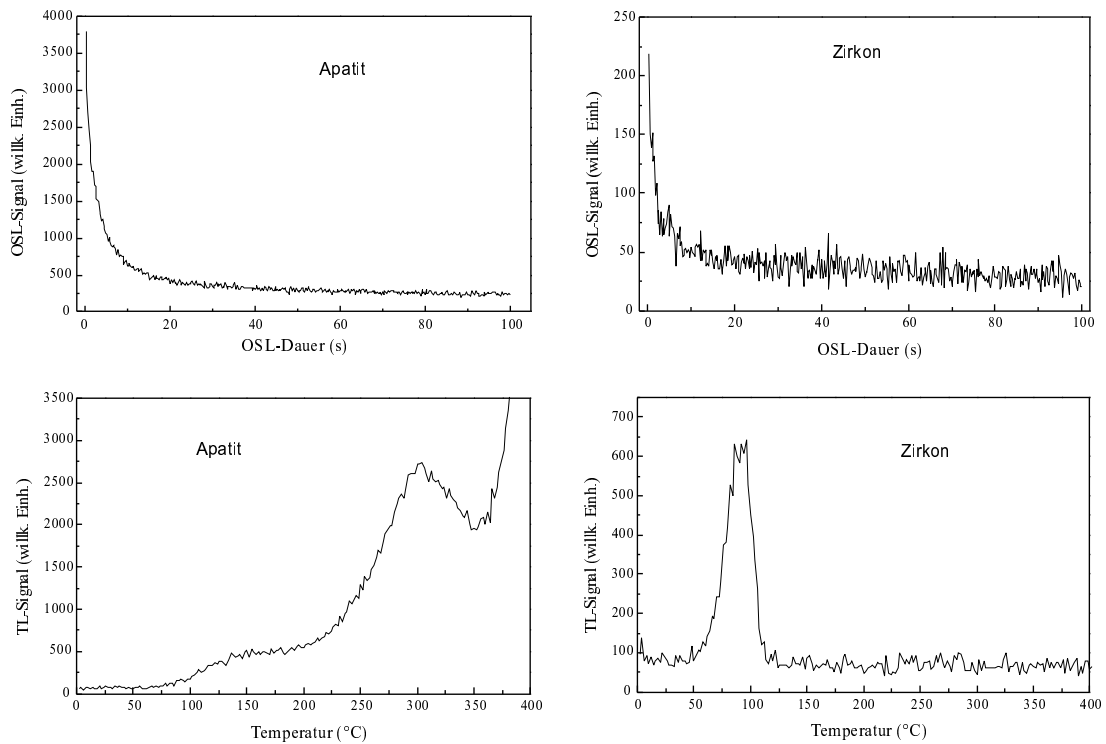 Apatit
OSL-Signal (willk. Einh.)
4000
3500
3000
2500
2000
1500
1000
500
0
0 20 40 60 80 100
OSL-Dauer (s)
Zirkon
OSL-Signal (willk. Einh.)
250
200
150
100
50
0
0 20 40 60 80 100
OSL-Dauer (s)
Apatit
TL-Signal (willk. Einh.)
3500
3000
2500
2000
1500
1000
500
0
0 50 100 150 200 250 300 350 400
Temperatur (°C)
Zirkon
TL-Signal (willk. Einh.)
700
600
500
400
300
200
100
0
0 50 100 150 200 250 300 350 400
Temperatur (°C)